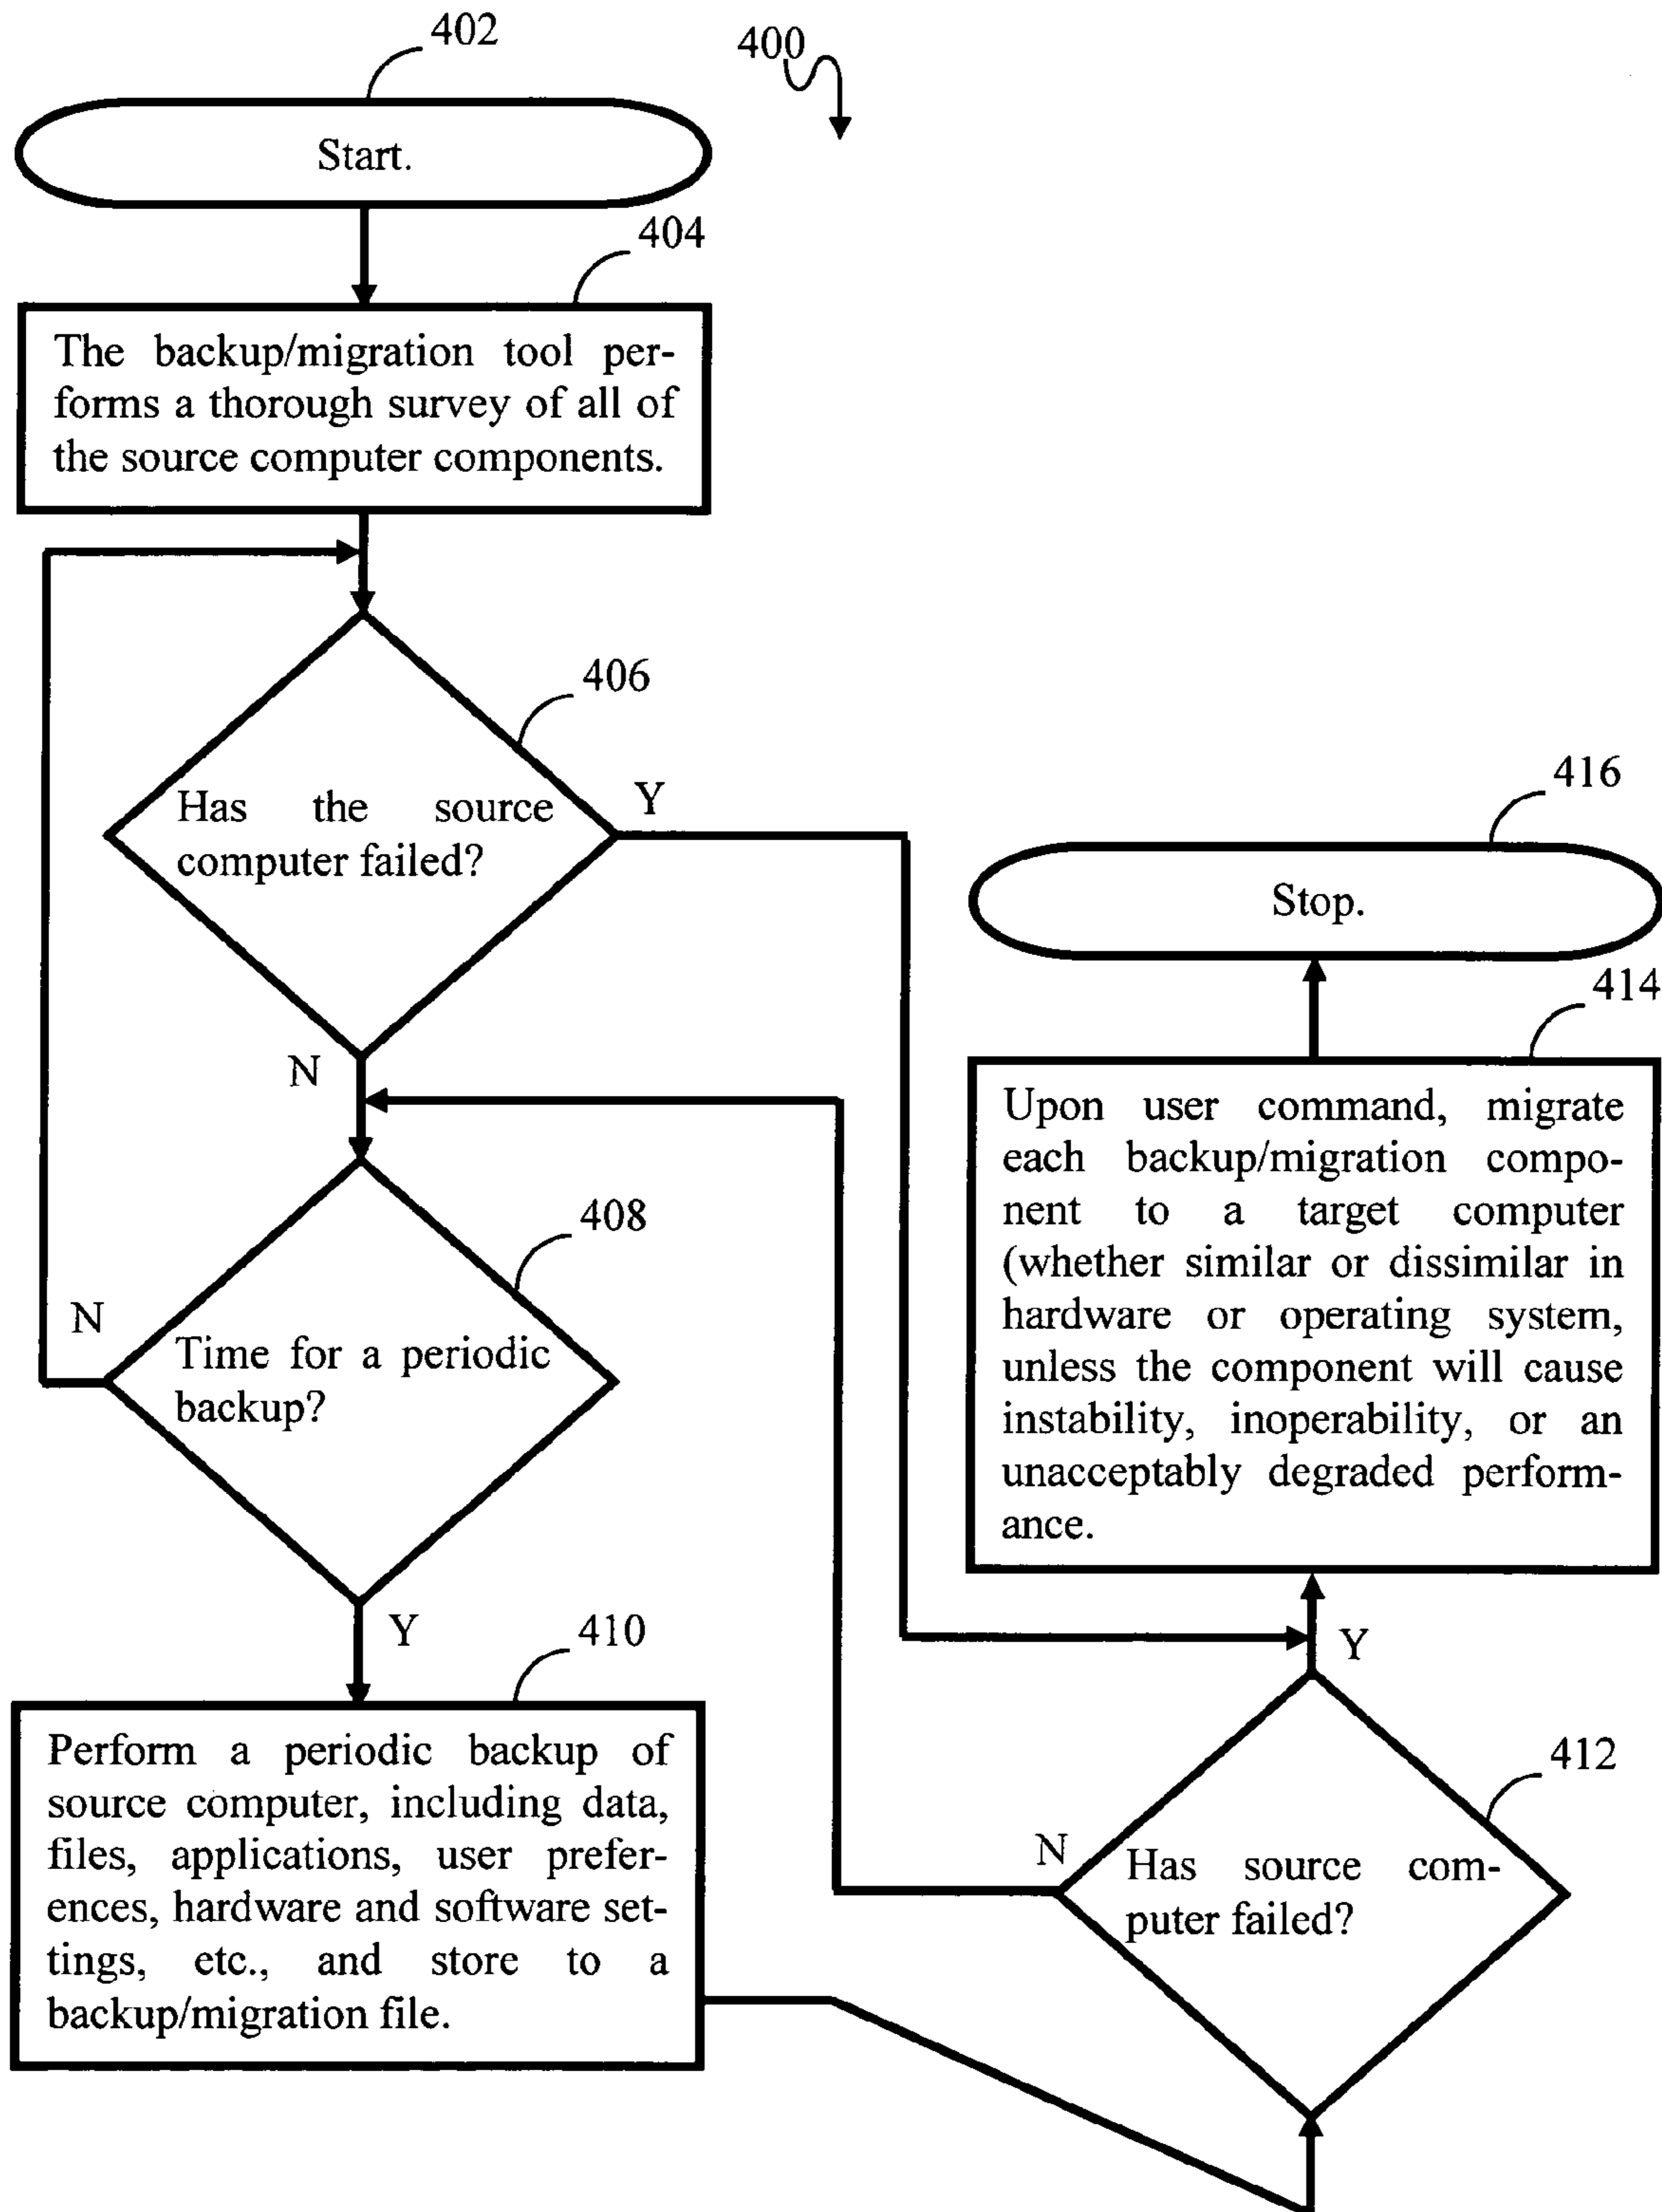 402
400
Start.
404
The backup/migration tool per-
forms a thorough survey of all of
the source computer components.
406
Has the source
computer failed?
Y
N
408
Time for a periodic
backup?
N
Y
410
Perform a periodic backup of
source computer, including data,
files, applications, user prefer-
ences, hardware and software set-
tings, etc., and store to a
backup/migration file.
416
Stop.
414
Upon user command, migrate
each backup/migration compo-
nent to a target computer
(whether similar or dissimilar in
hardware or operating system,
unless the component will cause
instability, inoperability, or an
unacceptably degraded perform-
ance.
Y
412
N
Has source com-
puter failed?